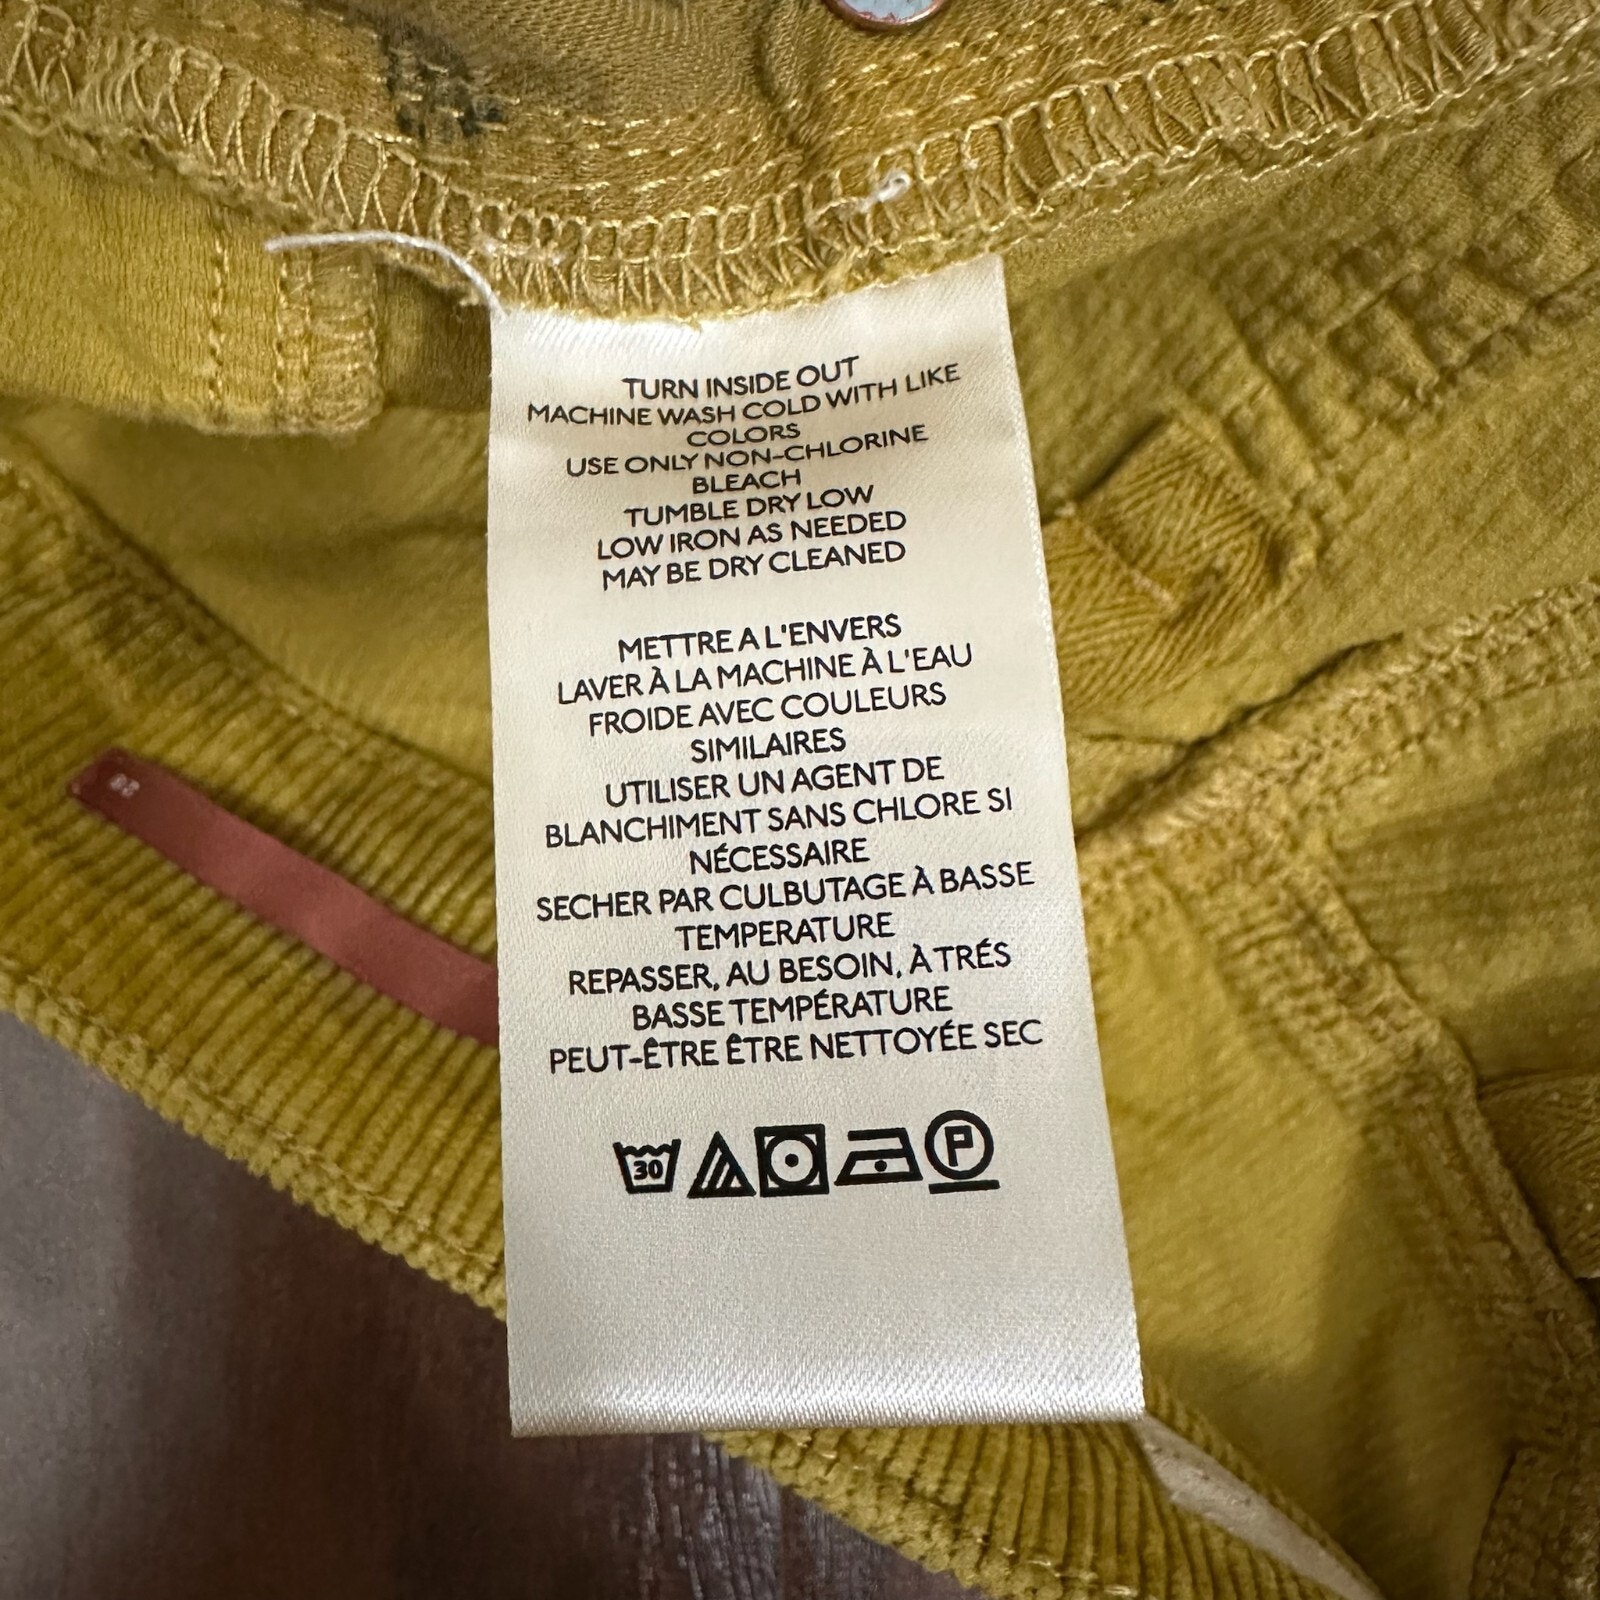 TURN INSIDE OUT
MACHINE WASH COLD WITH LIKE
COLORS
USE ONLY NON-CHLORINE
BLEACH
TUMBLE DRY LOW
LOW IRON AS NEEDED
MAY BE DRY CLEANED
METTRE A L'ENVERS
LAVER À LA MACHINE À L'EAU
FROIDE AVEC COULEURS
SIMILAIRES
UTILISER UN AGENT DE
BLANCHIMENT SANS CHLORE SI
NÉCESSAIRE
SECHER PAR CULBUTAGE À BASSE
TEMPERATURE
REPASSER, AU BESOIN, À TRÉS
BASSE TEMPÉRATURE
PEUT-ÊTRE ÊTRE NETTOYÉE SEC
30 P